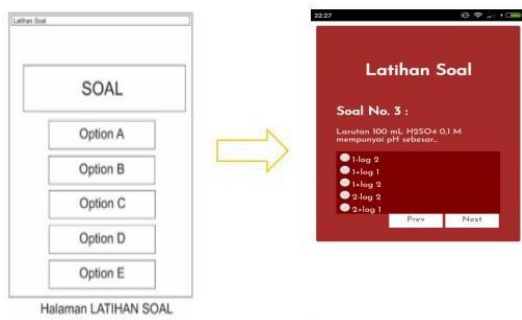 Latihan Soal
SOAL
Option A
Option B
Option C
Option D
Option E
Halaman LATIHAN SOAL
22:27
Latihan Soal
Soal No. 3 :
Larutan 100 mL H2SO4 0,1 M
mempunyai pH sebesar...
1-log 2
1+log 1
1+log 2
2-log 2
2+log 1
Prev Next